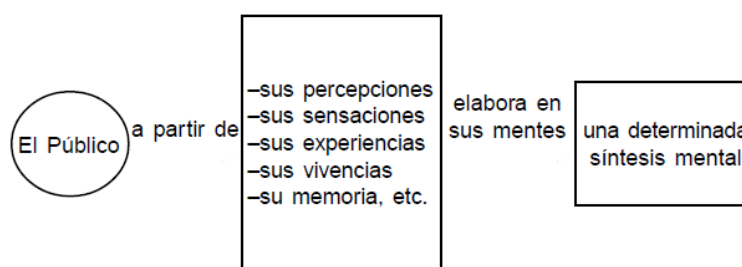 El Público
a partir de
–sus percepciones
–sus sensaciones
–sus experiencias
–sus vivencias
–su memoria, etc.
elabora en
sus mentes
una determinada
síntesis mental